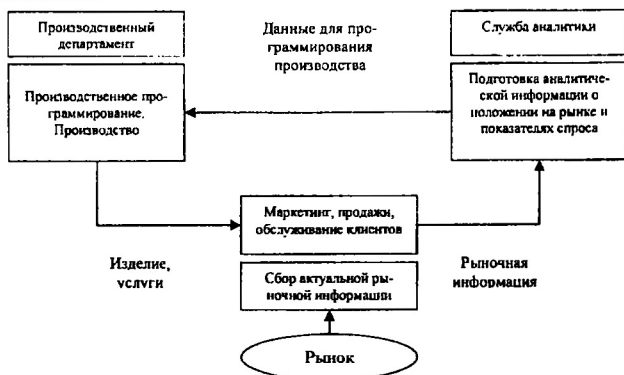 Производственный
департамент
Данные для про-
граммирования
производства
Служба аналитики
Производственное про-
граммирование.
Производство
Подготовка аналитиче-
ской информации о
положении на рынке и
показателях спроса
Маркетинг, продажи,
обслуживание клиентов
Изделие,
услуги
Сбор актуальной ры-
ночной информации
Рыночная
информация
Рынок